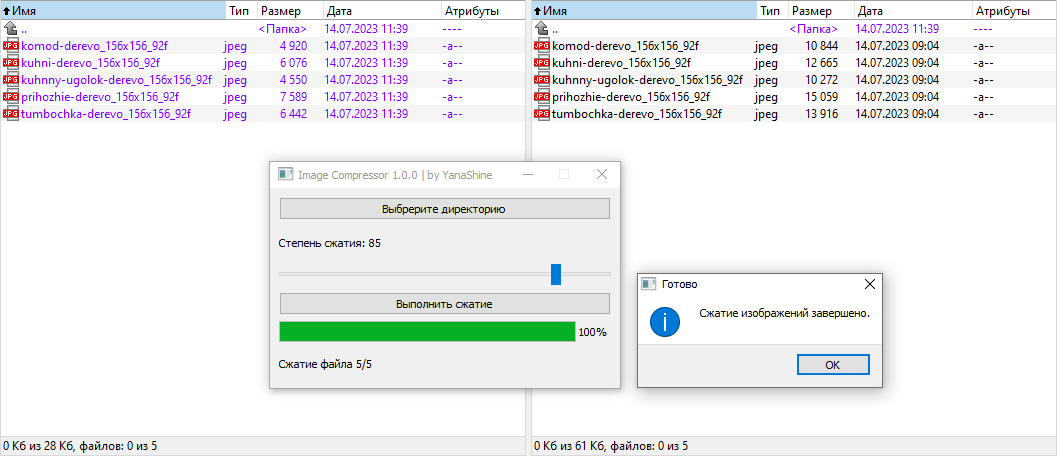 Имя Тип Размер Дата Атрибуты
.. <Папка> 14.07.2023 11:39 ----
komod-derevo_156x156_92f jpeg 4 920 14.07.2023 11:39 -a--
kuhni-derevo_156x156_92f jpeg 6 076 14.07.2023 11:39 -a--
kuhnny-ugolok-derevo_156x156_92f jpeg 4 550 14.07.2023 11:39 -a--
prihozhie-derevo_156x156_92f jpeg 7 589 14.07.2023 11:39 -a--
tumbochka-derevo_156x156_92f jpeg 6 442 14.07.2023 11:39 -a--
0 Кб из 28 Кб, файлов: 0 из 5
Имя Тип Размер Дата Атрибуты
.. <Папка> 14.07.2023 11:39 ----
komod-derevo_156x156_92f jpeg 10 844 14.07.2023 09:04 -a--
kuhni-derevo_156x156_92f jpeg 12 665 14.07.2023 09:04 -a--
kuhnny-ugolok-derevo_156x156_92f jpeg 10 272 14.07.2023 09:04 -a--
prihozhie-derevo_156x156_92f jpeg 15 059 14.07.2023 09:04 -a--
tumbochka-derevo_156x156_92f jpeg 13 916 14.07.2023 09:04 -a--
0 Кб из 61 Кб, файлов: 0 из 5
Image Compressor 1.0.0 | by YanaShine
Выбререте директорию
Степень сжатия: 85
Выполнить сжатие
100%
Сжатие файла 5/5
Готово
Сжатие изображений завершено.
OK